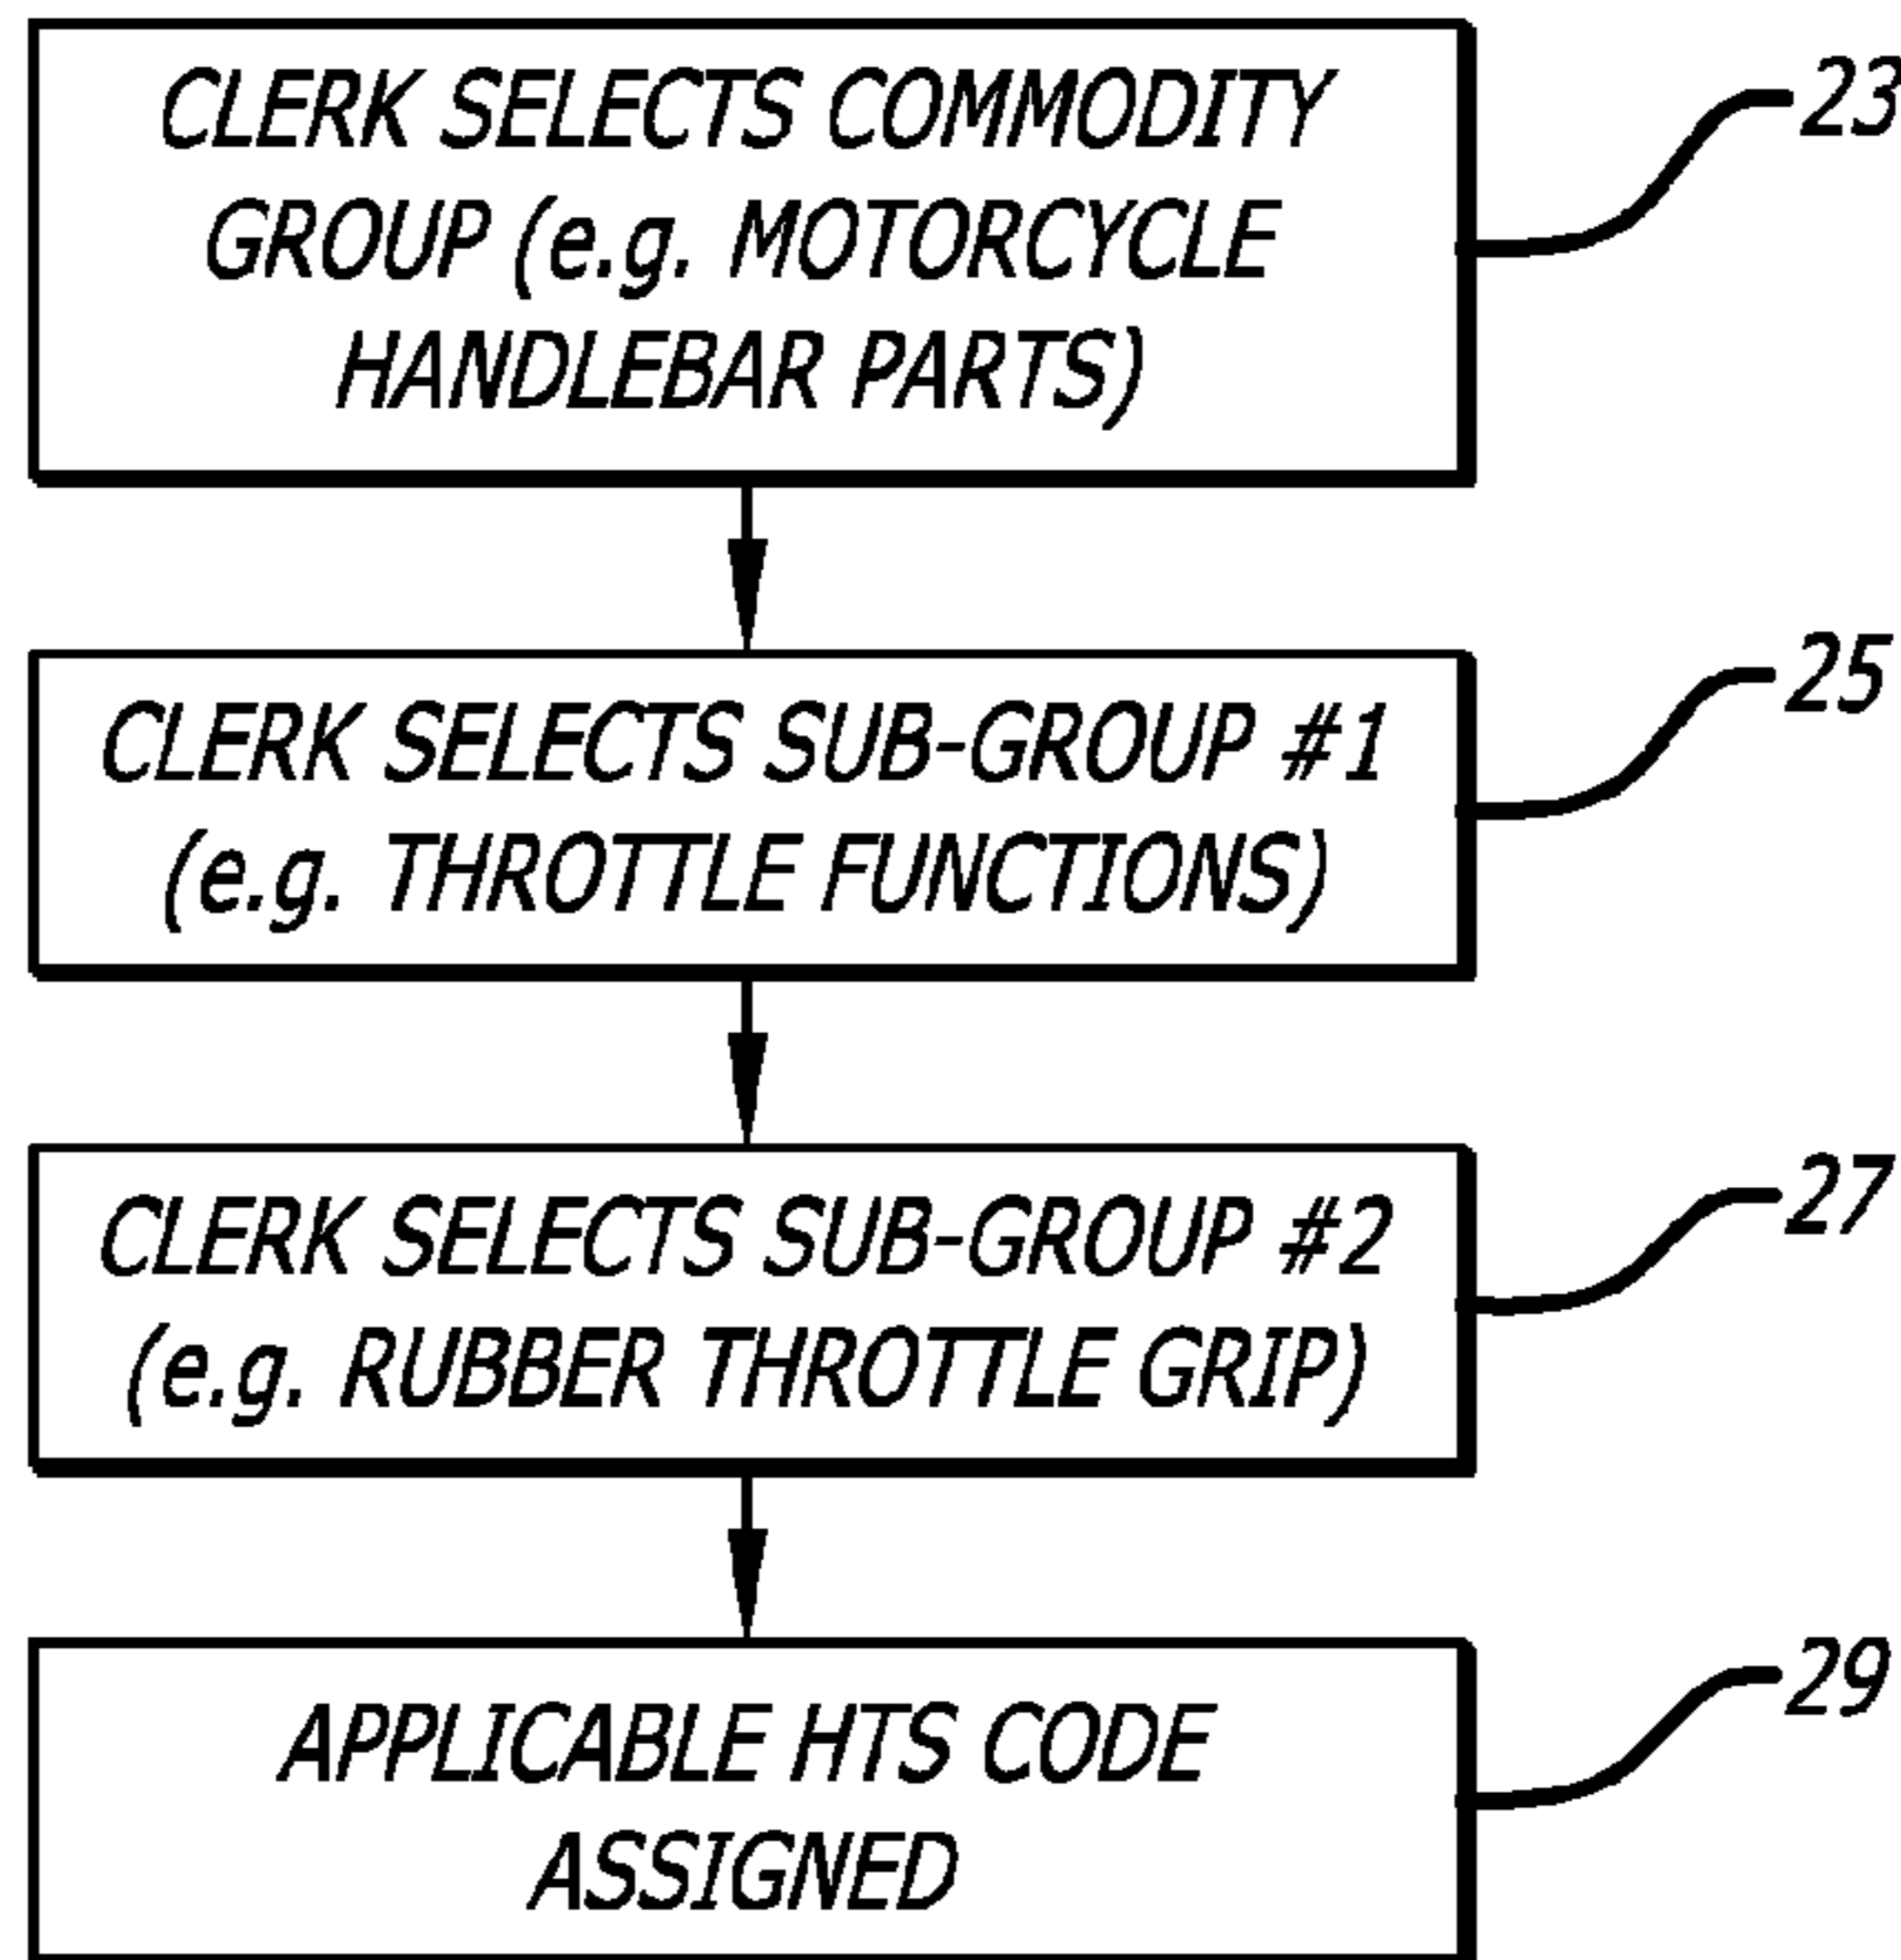 CLERK SELECTS COMMODITY
GROUP (e.g. MOTORCYCLE
HANDLEBAR PARTS)
23
CLERK SELECTS SUB-GROUP #1
(e.g. THROTTLE FUNCTIONS)
25
CLERK SELECTS SUB-GROUP #2
(e.g. RUBBER THROTTLE GRIP)
27
APPLICABLE HTS CODE
ASSIGNED
29